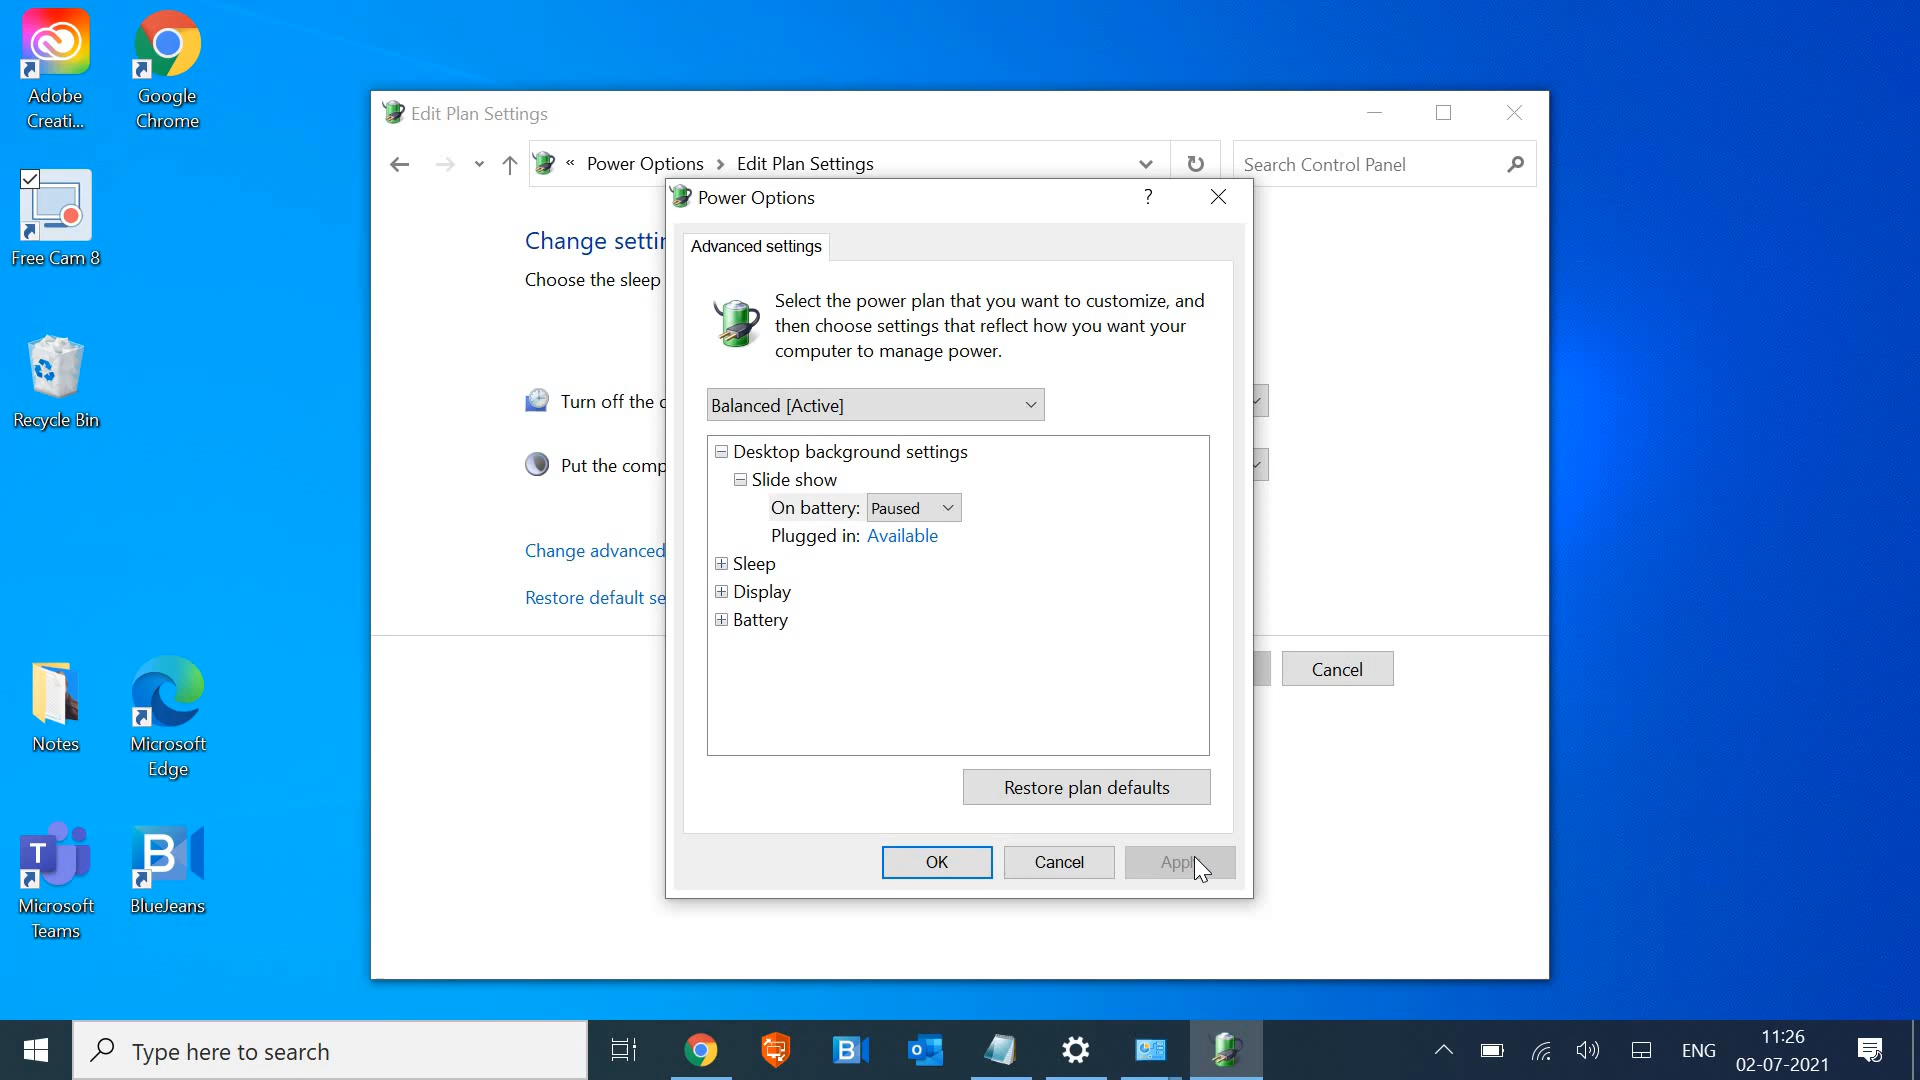 Adobe
Creati...
Google
Chrome
Free Cam 8
Recycle Bin
Notes
Microsoft
Edge
Microsoft
Teams
BlueJeans
Edit Plan Settings
« Power Options > Edit Plan Settings
Search Control Panel
Change settin
Choose the sleep
Turn off the d
Put the comp
Change advanced
Restore default se
Cancel
Power Options
?
Advanced settings
Select the power plan that you want to customize, and
then choose settings that reflect how you want your
computer to manage power.
Balanced [Active]
Desktop background settings
Slide show
On battery: Paused
Plugged in: Available
Sleep
Display
Battery
Restore plan defaults
OK
Cancel
Apply
Type here to search
ENG
11:26
02-07-2021